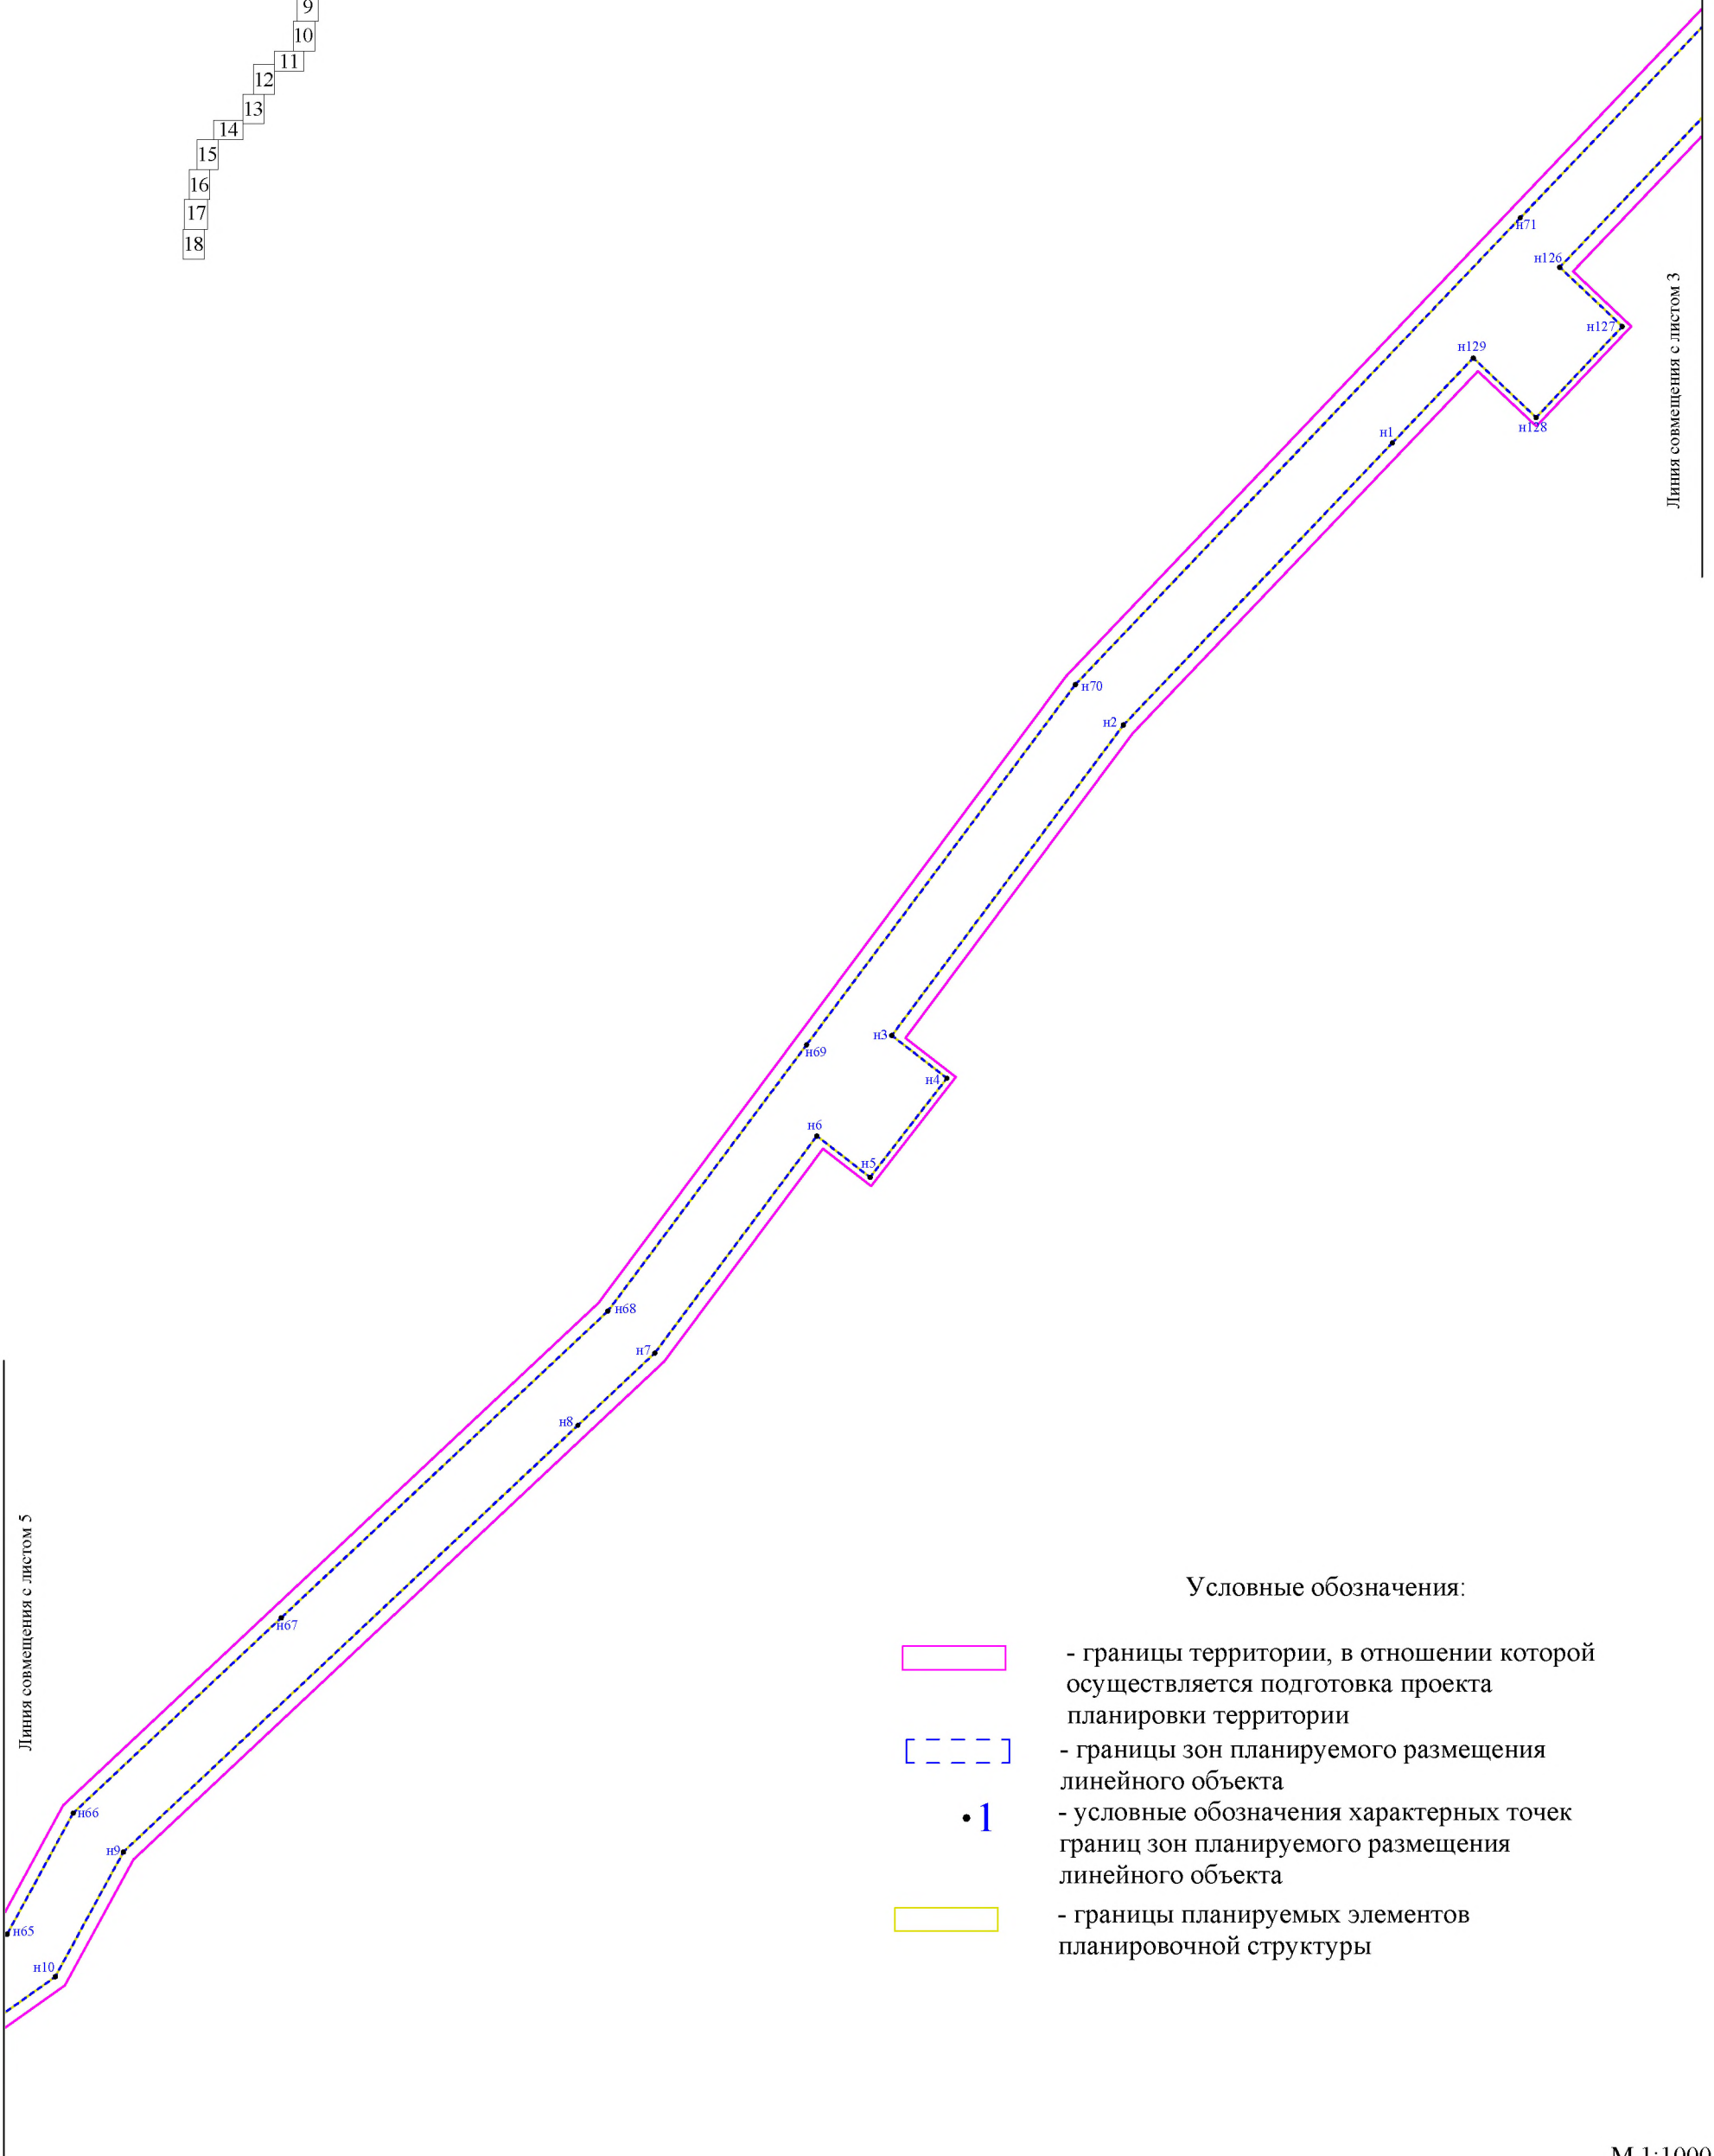 9
10
11
12
13
14
15
16
17
18
н71
н126
н127
н129
н128
н1
Линия совмещения с листом 3
н70
н2
н3
н69
н4
н6
н5
н68
н7
н8
Линия совмещения с листом 5
н67
н66
н9
н65
н10
Условные обозначения:
- границы территории, в отношении которой
осуществляется подготовка проекта
планировки территории
- границы зон планируемого размещения
линейного объекта
1
- условные обозначения характерных точек
границ зон планируемого размещения
линейного объекта
- границы планируемых элементов
планировочной структуры
М 1:1000